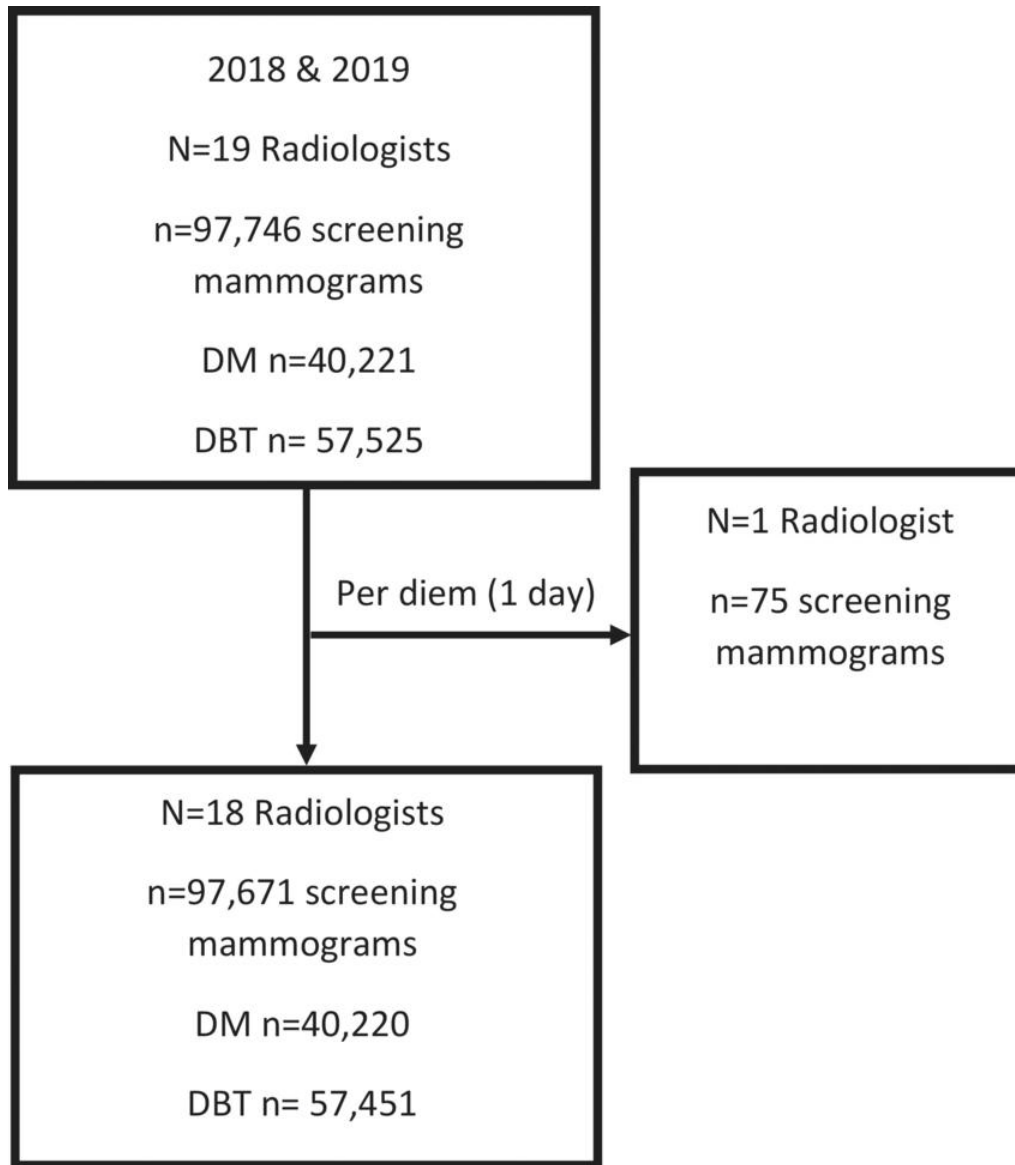 2018 & 2019
N=19 Radiologists
n=97,746 screening
mammograms
DM n=40,221
DBT n= 57,525
Per diem (1 day)
N=1 Radiologist
n=75 screening
mammograms
N=18 Radiologists
n=97,671 screening
mammograms
DM n=40,220
DBT n= 57,451